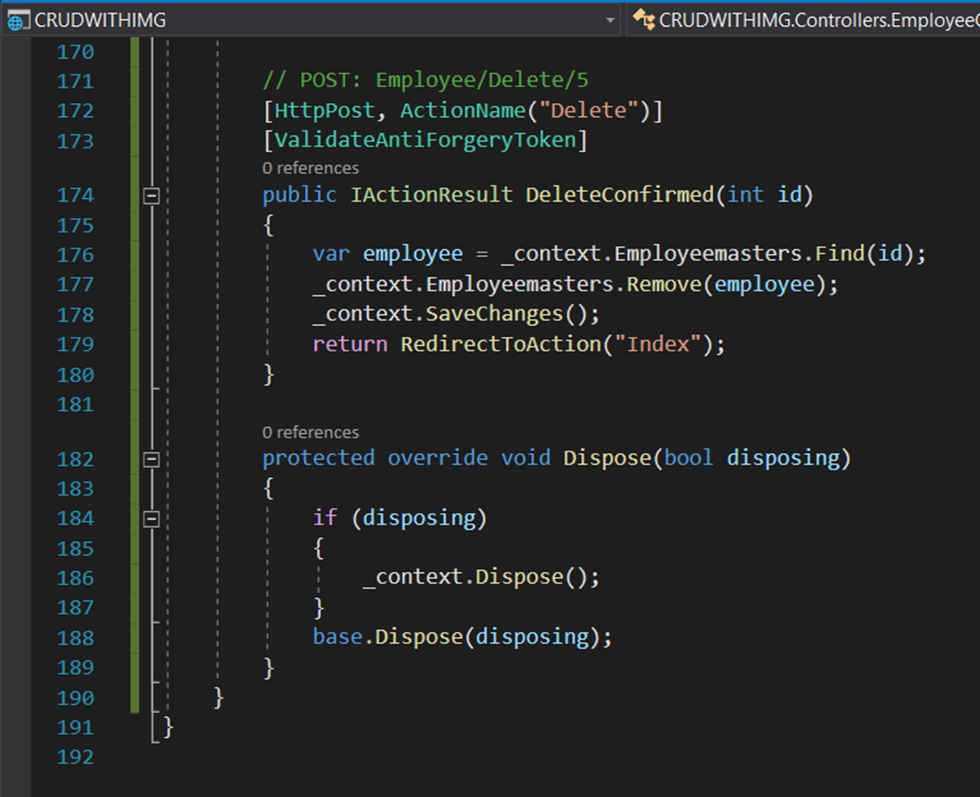 CRUDWITHIMG CRUDWITHIMG.Controllers.Employee
170
171 // POST: Employee/Delete/5
172 [HttpPost, ActionName("Delete")]
173 [ValidateAntiForgeryToken]
0 references
174 public IActionResult DeleteConfirmed(int id)
175 {
176 var employee = _context.Employeemasters.Find(id);
177 _context.Employeemasters.Remove(employee);
178 _context.SaveChanges();
179 return RedirectToAction("Index");
180 }
181
0 references
182 protected override void Dispose(bool disposing)
183 {
184 if (disposing)
185 {
186 _context.Dispose();
187 }
188 base.Dispose(disposing);
189 }
190 }
191 }
192